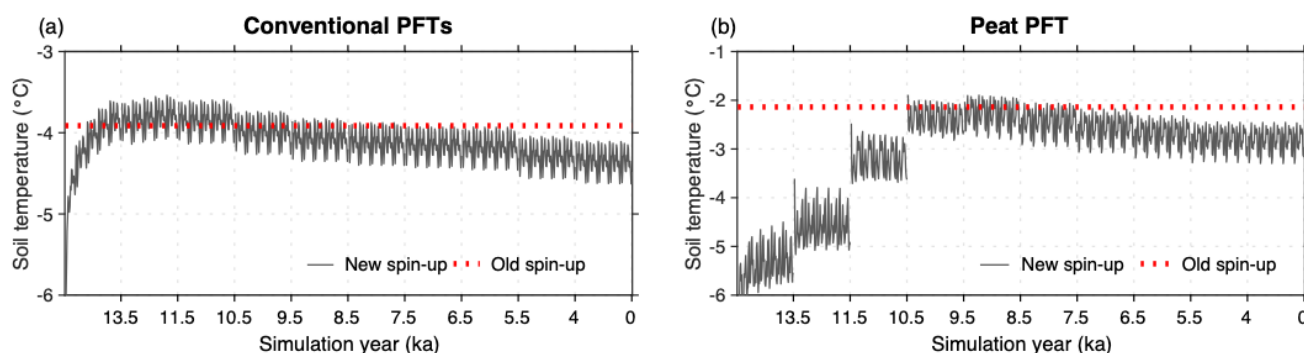 (a) Conventional PFTs
Soil temperature (°C)
-3
-4
-5
-6
New spin-up Old spin-up
13.5 11.5 10.5 9.5 8.5 7.5 6.5 5.5 4 0
Simulation year (ka)
(b) Peat PFT
Soil temperature (°C)
-1
-2
-3
-4
-5
-6
New spin-up Old spin-up
13.5 11.5 10.5 9.5 8.5 7.5 6.5 5.5 4 0
Simulation year (ka)